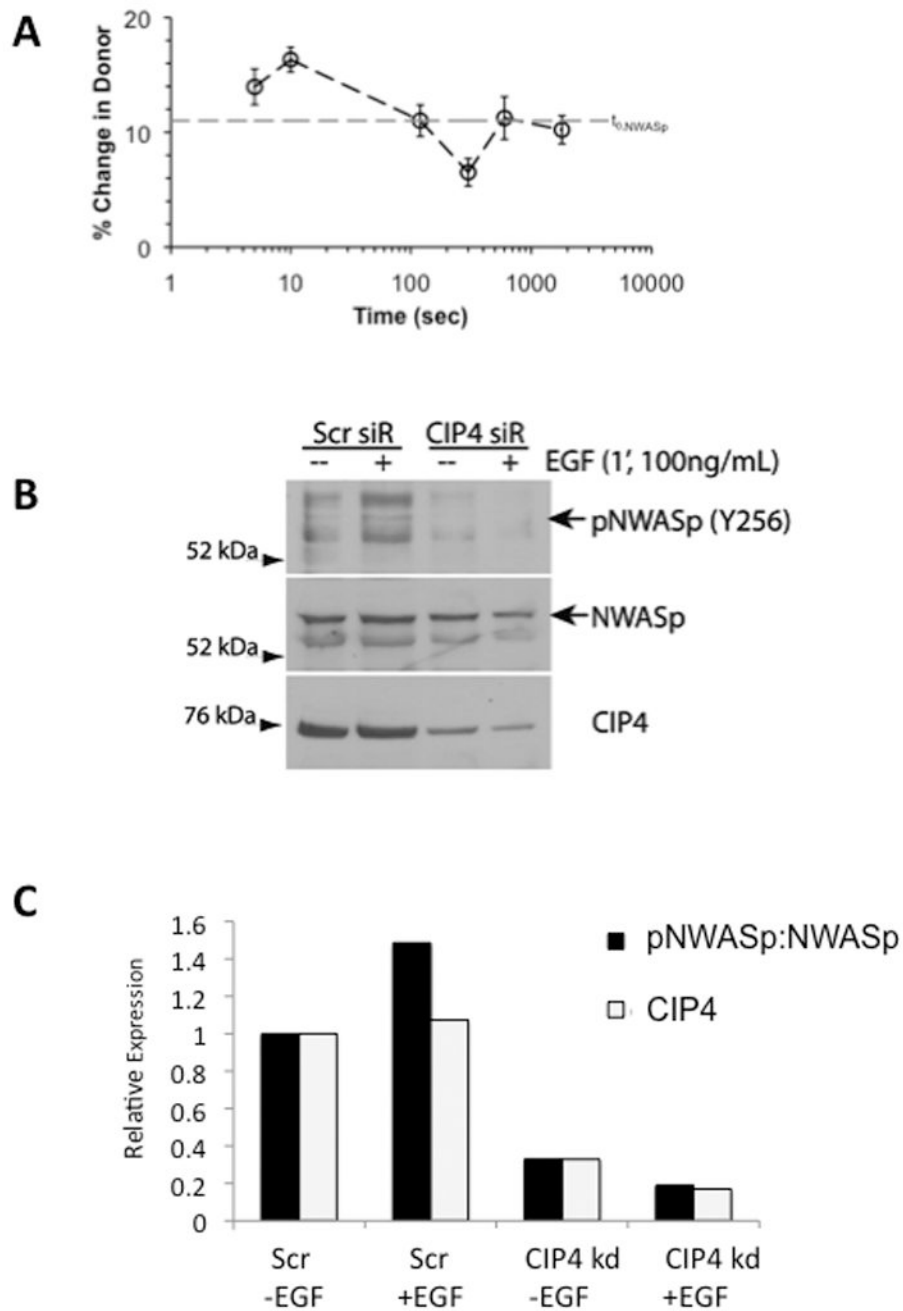 A
% Change in Donor
20
10
0
t0,NWASp
1 10 100 1000 10000
Time (sec)
B
Scr siR CIP4 siR
-- + -- + EGF (1', 100ng/mL)
pNWASp (Y256)
52 kDa
NWASp
52 kDa
76 kDa
CIP4
C
Relative Expression
1.6
1.4
1.2
1
0.8
0.6
0.4
0.2
0
pNWASp:NWASp
CIP4
Scr Scr CIP4 kd CIP4 kd
-EGF +EGF -EGF +EGF